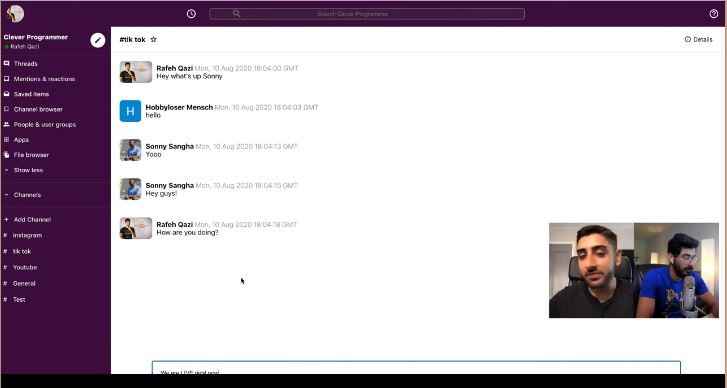 Search Clever Programmer
Clever Programmer
Rafeh Qazi
Threads
Mentions & reactions
Saved items
Channel browser
People & user groups
Apps
File browser
Show less
Channels
+ Add Channel
# instagram
# tik tok
# Youtube
# General
# Test
#tik tok
Details
Rafeh Qazi Mon, 10 Aug 2020 18:04:00 GMT
Hey what's up Sonny
H
Hobbyloser Mensch Mon, 10 Aug 2020 18:04:03 GMT
hello
Sonny Sangha Mon, 10 Aug 2020 18:04:13 GMT
Yooo
Sonny Sangha Mon, 10 Aug 2020 18:04:15 GMT
Hey guys!
Rafeh Qazi Mon, 10 Aug 2020 18:04:18 GMT
How are you doing?
We are LIVE right now